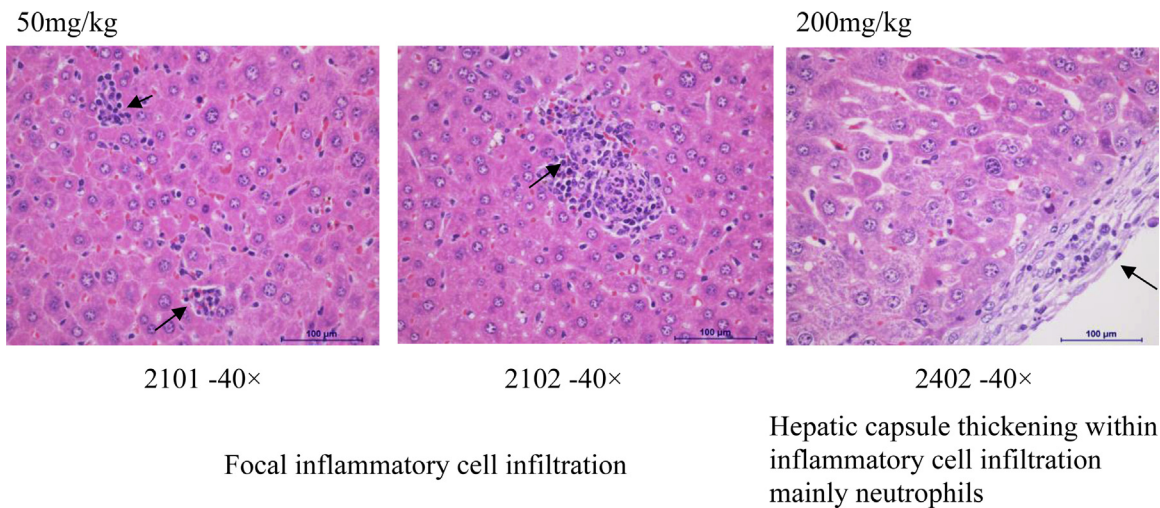 50mg/kg
200mg/kg
100 µm
100 µm
100 µm
2101 -40×
2102 -40×
2402 -40×
Focal inflammatory cell infiltration
Hepatic capsule thickening within
inflammatory cell infiltration
mainly neutrophils